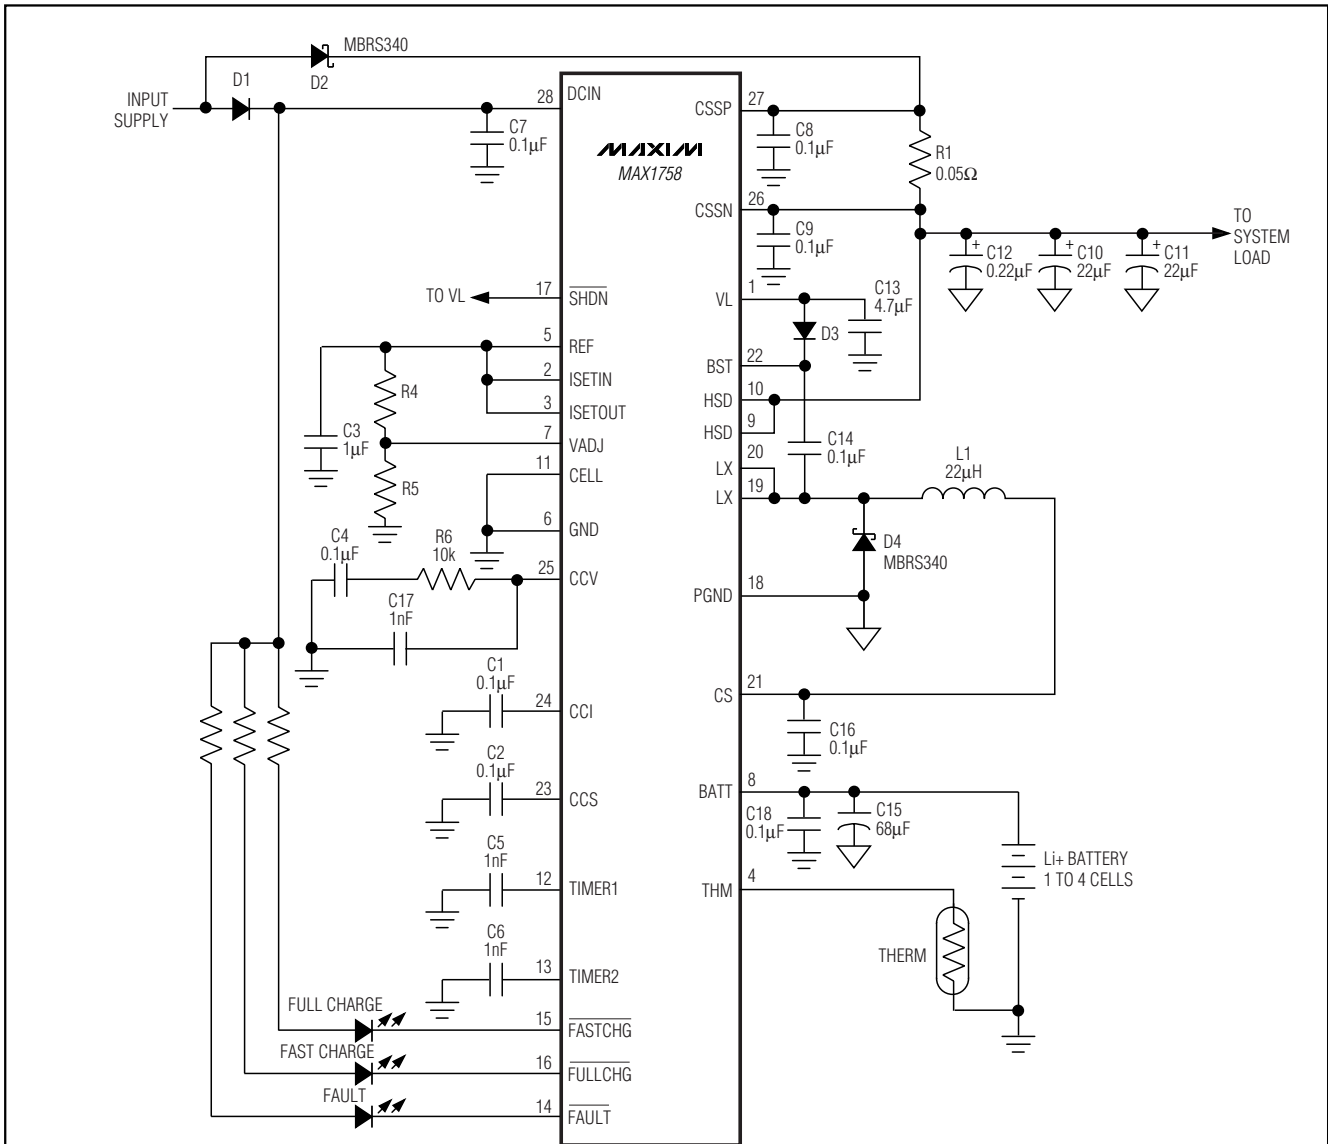 MBRS340
D1
D2
INPUT
SUPPLY
28
DCIN
C7
0.1µF
MAXIM
MAX1758
CSSP
27
C8
0.1µF
R1
0.05Ω
CSSN
26
C9
0.1µF
TO
SYSTEM
LOAD
+
C12
0.22µF
+
C10
22µF
+
C11
22µF
TO VL
17
SHDN
VL
1
C13
4.7µF
D3
5
REF
2
ISETIN
3
ISETOUT
R4
7
VADJ
C3
1µF
11
CELL
R5
6
GND
BST
22
HSD
10
HSD
9
C14
0.1µF
LX
20
LX
19
L1
22µH
D4
MBRS340
C4
0.1µF
R6
10k
25
CCV
C17
1nF
PGND
18
C1
0.1µF
24
CCI
CS
21
C16
0.1µF
C2
0.1µF
23
CCS
BATT
8
C18
0.1µF
C15
68µF
Li+ BATTERY
1 TO 4 CELLS
C5
1nF
12
TIMER1
THM
4
THERM
C6
1nF
13
TIMER2
FULL CHARGE
15
FASTCHG
FAST CHARGE
16
FULLCHG
FAULT
14
FAULT